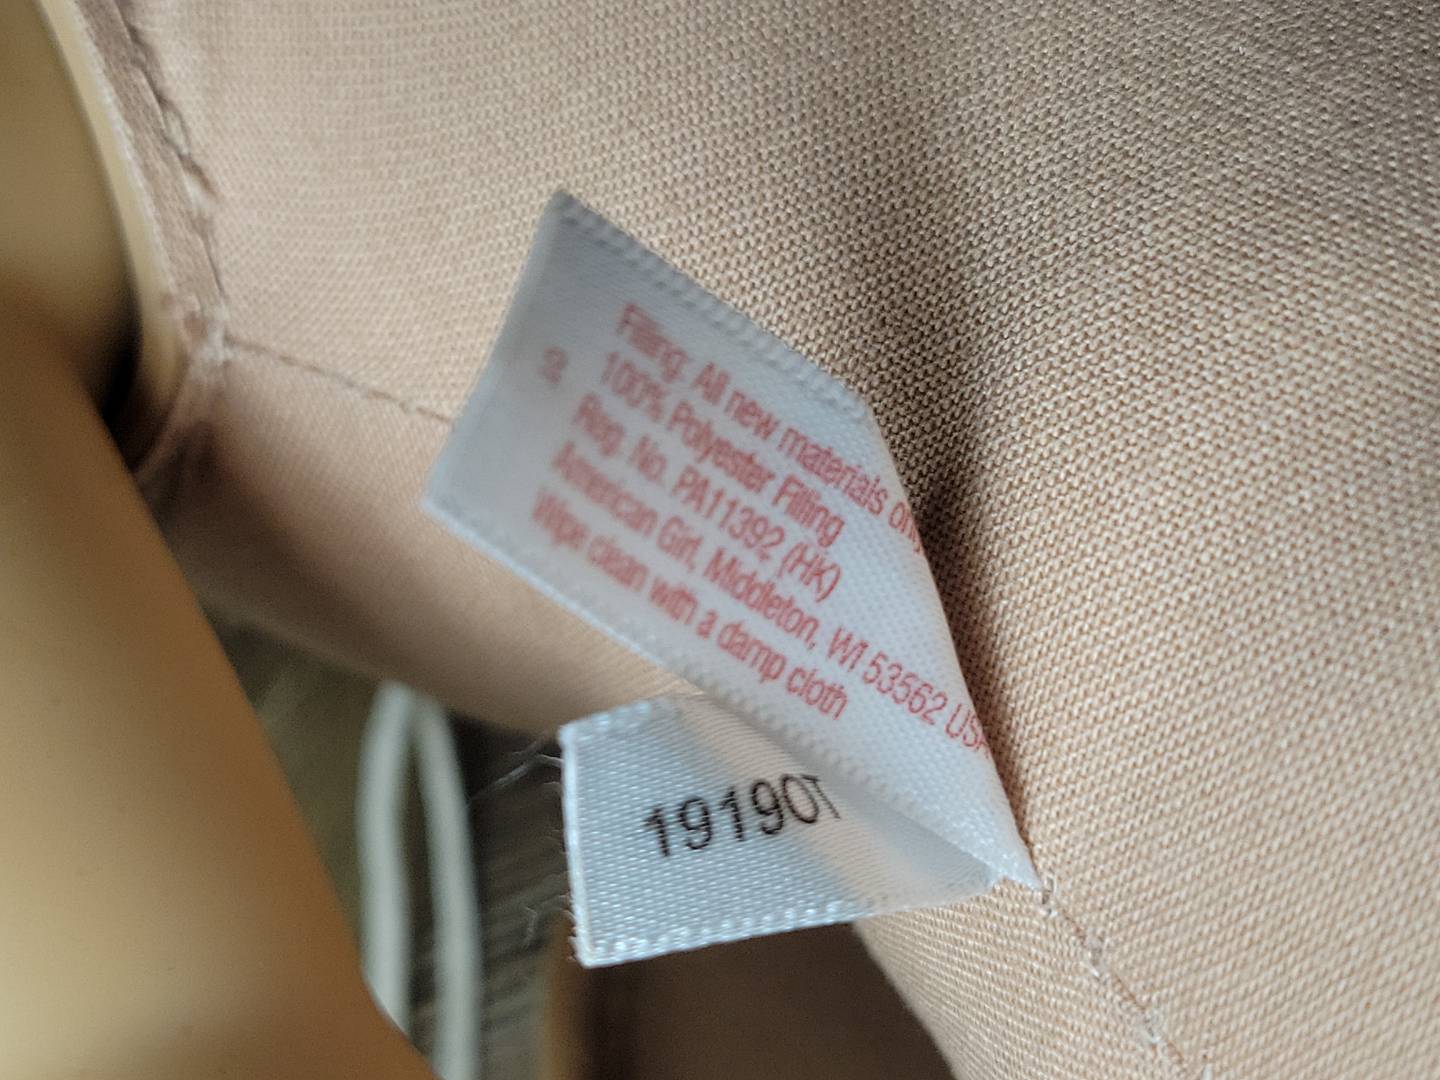 Filling: All new materials only
100% Polyester Filling
Reg. No. PA11392 (HK)
American Girl, Middleton, WI 53562 USA
Wipe clean with a damp cloth
1919OT